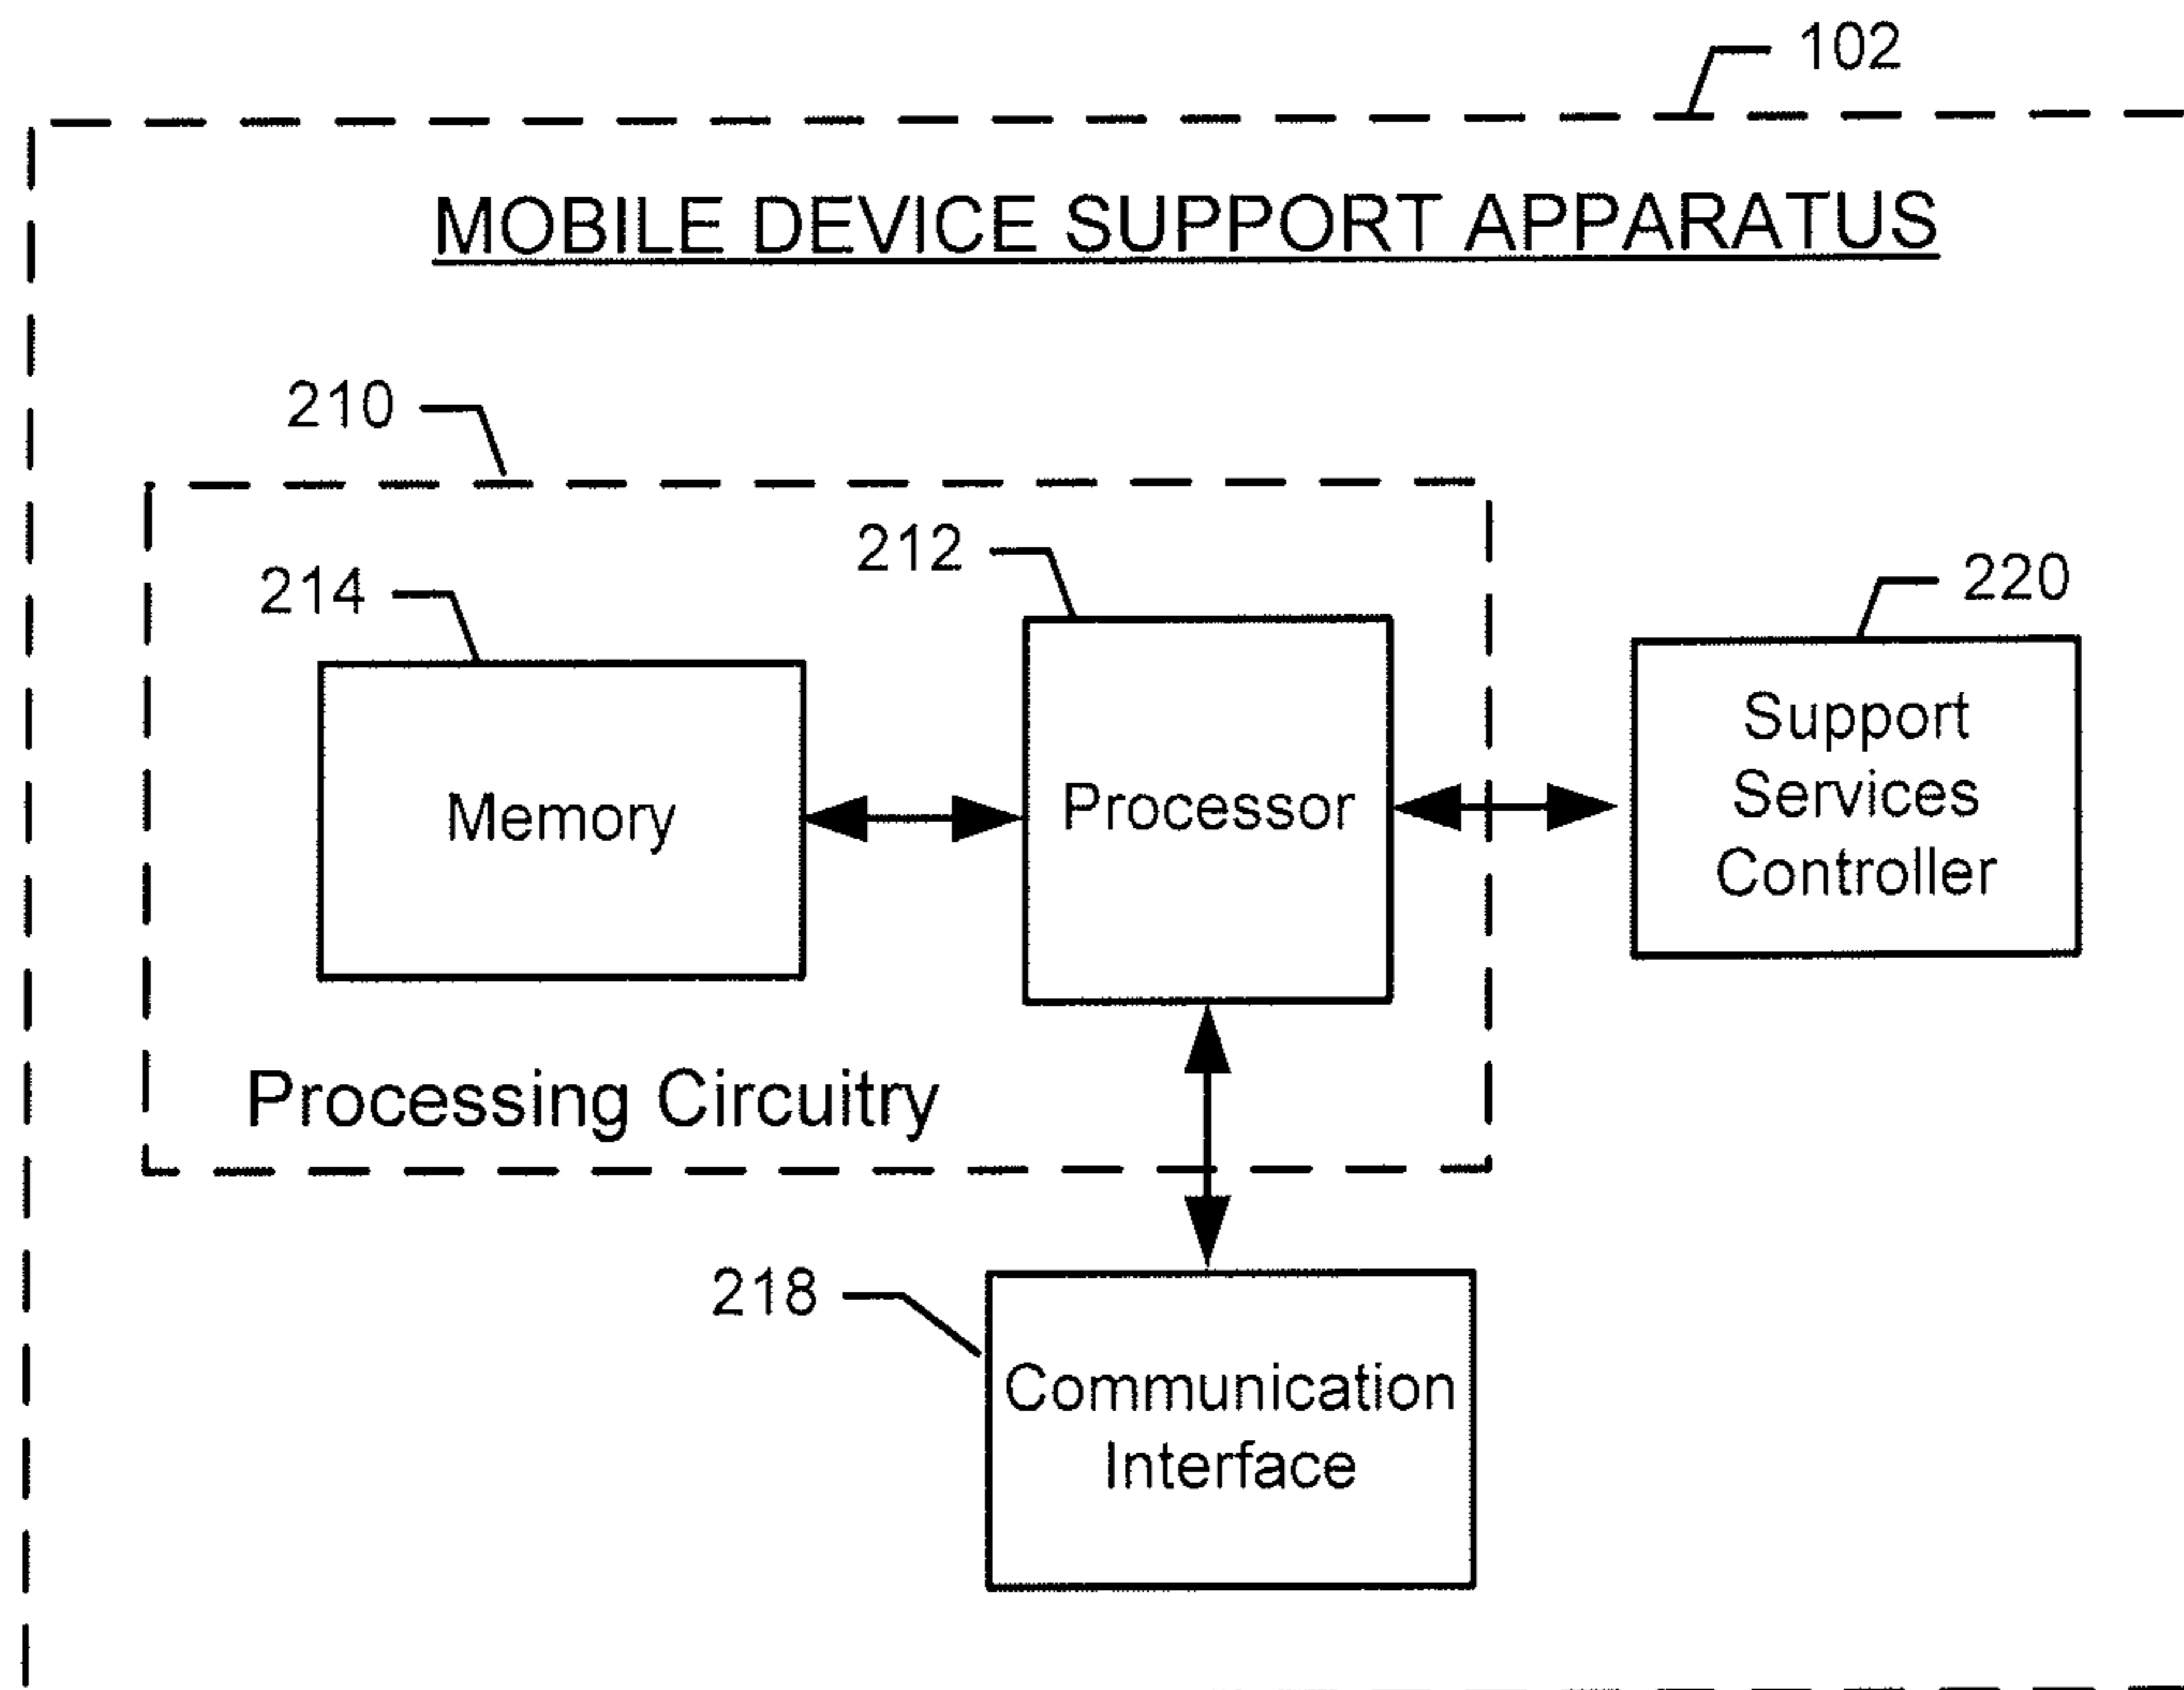 102
MOBILE DEVICE SUPPORT APPARATUS
210
212
214
220
Memory
Processor
Support
Services
Controller
Processing Circuitry
218
Communication
Interface